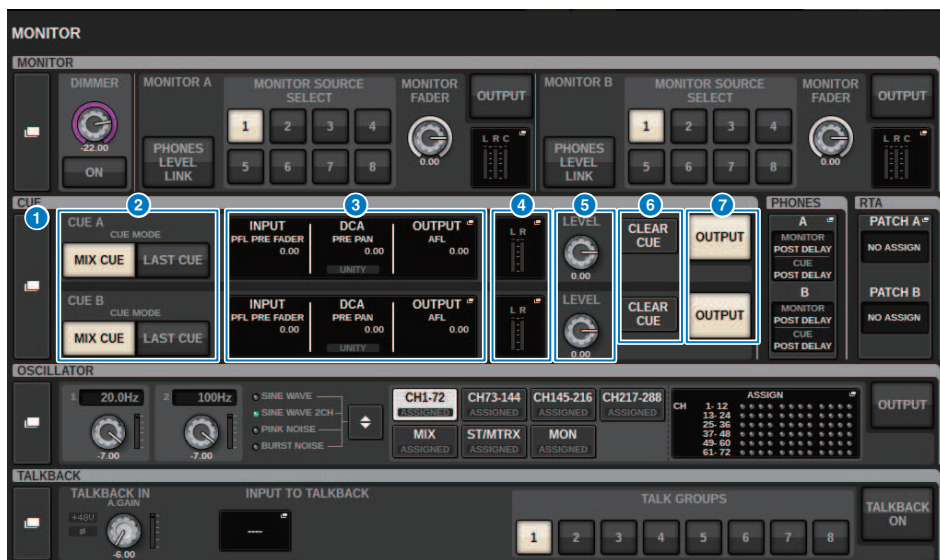 MONITOR
MONITOR
DIMMER
-22.00
ON
MONITOR A
PHONES
LEVEL
LINK
MONITOR SOURCE
SELECT
1 2 3 4
5 6 7 8
MONITOR
FADER
0.00
OUTPUT
L R C
MONITOR B
PHONES
LEVEL
LINK
MONITOR SOURCE
SELECT
1 2 3 4
5 6 7 8
MONITOR
FADER
0.00
OUTPUT
L R C
CUE
1 2 3 4 5 6 7
CUE A
CUE MODE
MIX CUE LAST CUE
INPUT
PFL PRE FADER
0.00
DCA
PRE PAN
0.00
UNITY
OUTPUT
AFL
0.00
L R
LEVEL
0.00
CLEAR
CUE
OUTPUT
CUE B
CUE MODE
MIX CUE LAST CUE
INPUT
PFL PRE FADER
0.00
DCA
PRE PAN
0.00
UNITY
OUTPUT
AFL
0.00
L R
LEVEL
0.00
CLEAR
CUE
OUTPUT
PHONES
A
MONITOR
POST DELAY
CUE
POST DELAY
B
MONITOR
POST DELAY
CUE
POST DELAY
RTA
PATCH A
NO ASSIGN
PATCH B
NO ASSIGN
OSCILLATOR
1 20.0Hz
-7.00
2 100Hz
-7.00
SINE WAVE
SINE WAVE 2CH
PINK NOISE
BURST NOISE
CH1-72
ASSIGNED
CH73-144
ASSIGNED
CH145-216
ASSIGNED
CH217-288
ASSIGNED
MIX
ASSIGNED
ST/MTRX
ASSIGNED
MON
ASSIGNED
ASSIGN
CH 1- 12
13- 24
25- 36
37- 48
49- 60
61- 72
OUTPUT
TALKBACK
TALKBACK IN
A.GAIN
+48V
ø
-6.00
INPUT TO TALKBACK
----
TALK GROUPS
1 2 3 4 5 6 7 8
TALKBACK
ON